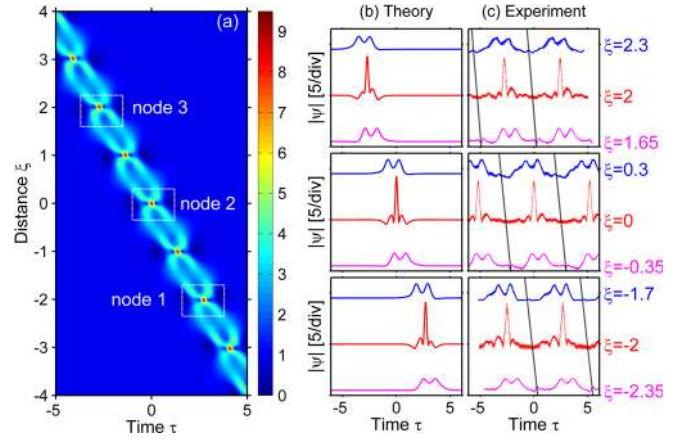 (a)
(b) Theory
(c) Experiment
4
3
2
1
0
-1
-2
-3
-4
Distance ξ
node 3
node 2
node 1
-5
0
5
Time τ
9
8
7
6
5
4
3
2
1
0
|ψ| [5/div]
|ψ| [5/div]
|ψ| [5/div]
ξ=2.3
ξ=2
ξ=1.65
ξ=0.3
ξ=0
ξ=-0.35
ξ=-1.7
ξ=-2
ξ=-2.35
-5
0
5
Time τ
-5
0
5
Time τ